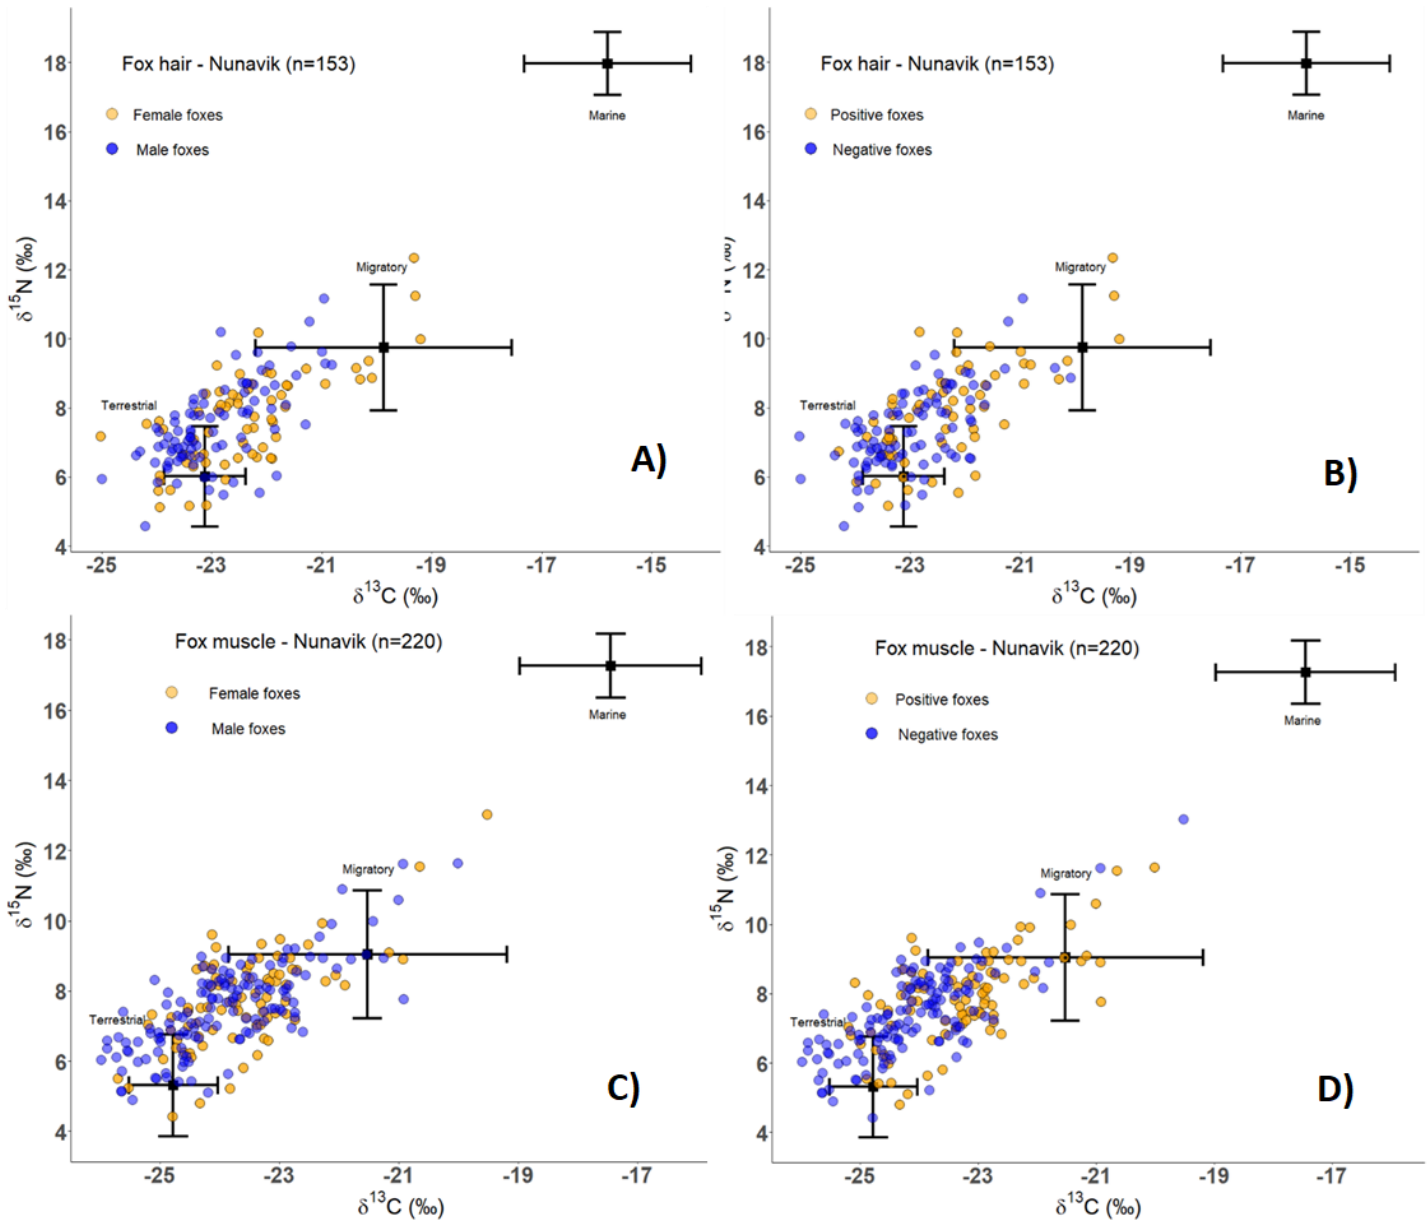 Fox hair - Nunavik (n=153)
Female foxes
Male foxes
Marine
Migratory
Terrestrial
A)
δ15N (‰)
18
16
14
12
10
8
6
4
-25
-23
-21
-19
-17
-15
δ13C (‰)
Fox hair - Nunavik (n=153)
Positive foxes
Negative foxes
Marine
Migratory
Terrestrial
B)
N (‰)
18
16
14
12
10
8
6
4
-25
-23
-21
-19
-17
-15
δ13C (‰)
Fox muscle - Nunavik (n=220)
Female foxes
Male foxes
Marine
Migratory
Terrestrial
C)
δ15N (‰)
18
16
14
12
10
8
6
4
-25
-23
-21
-19
-17
δ13C (‰)
Fox muscle - Nunavik (n=220)
Positive foxes
Negative foxes
Marine
Migratory
Terrestrial
D)
δ15N (‰)
18
16
14
12
10
8
6
4
-25
-23
-21
-19
-17
δ13C (‰)